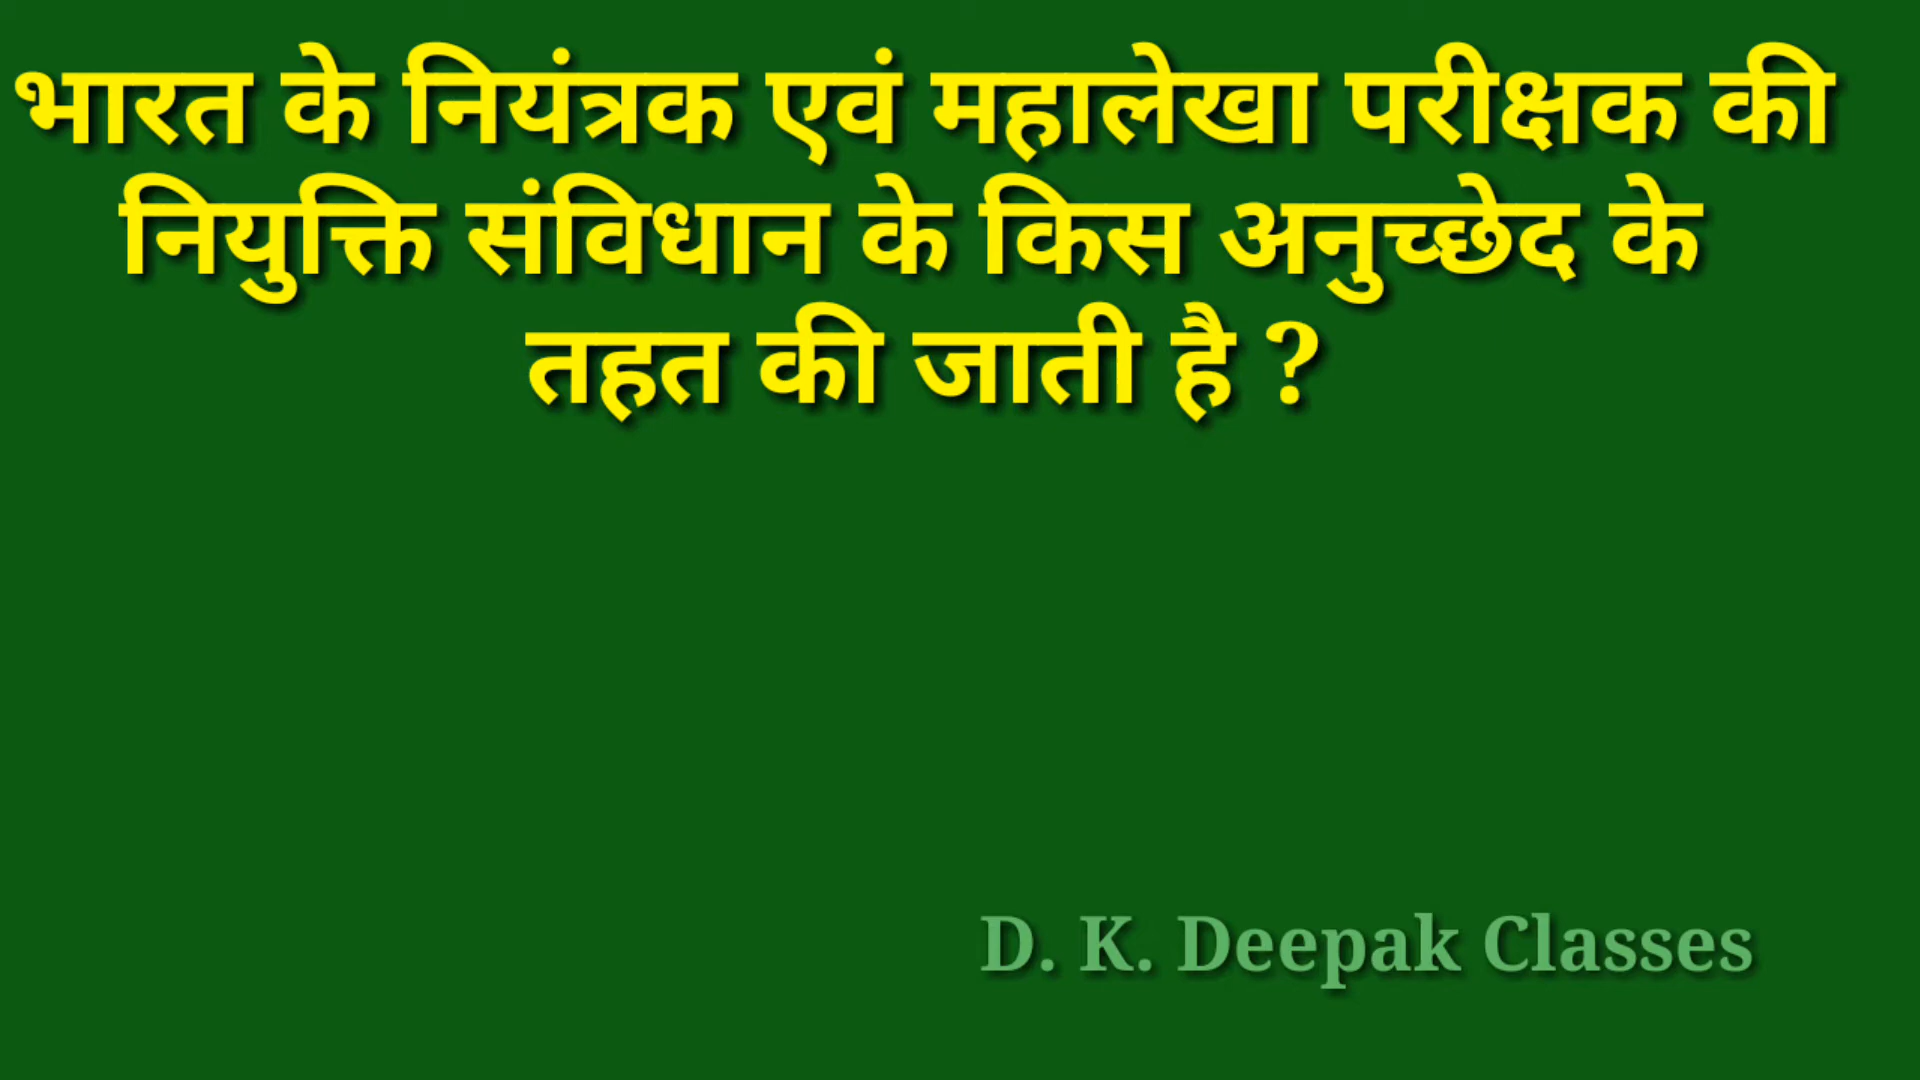 भारत के नियंत्रक एवं महालेखा परीक्षक की
नियुक्ति संविधान के किस अनुच्छेद के
तहत की जाती है ?
D. K. Deepak Classes